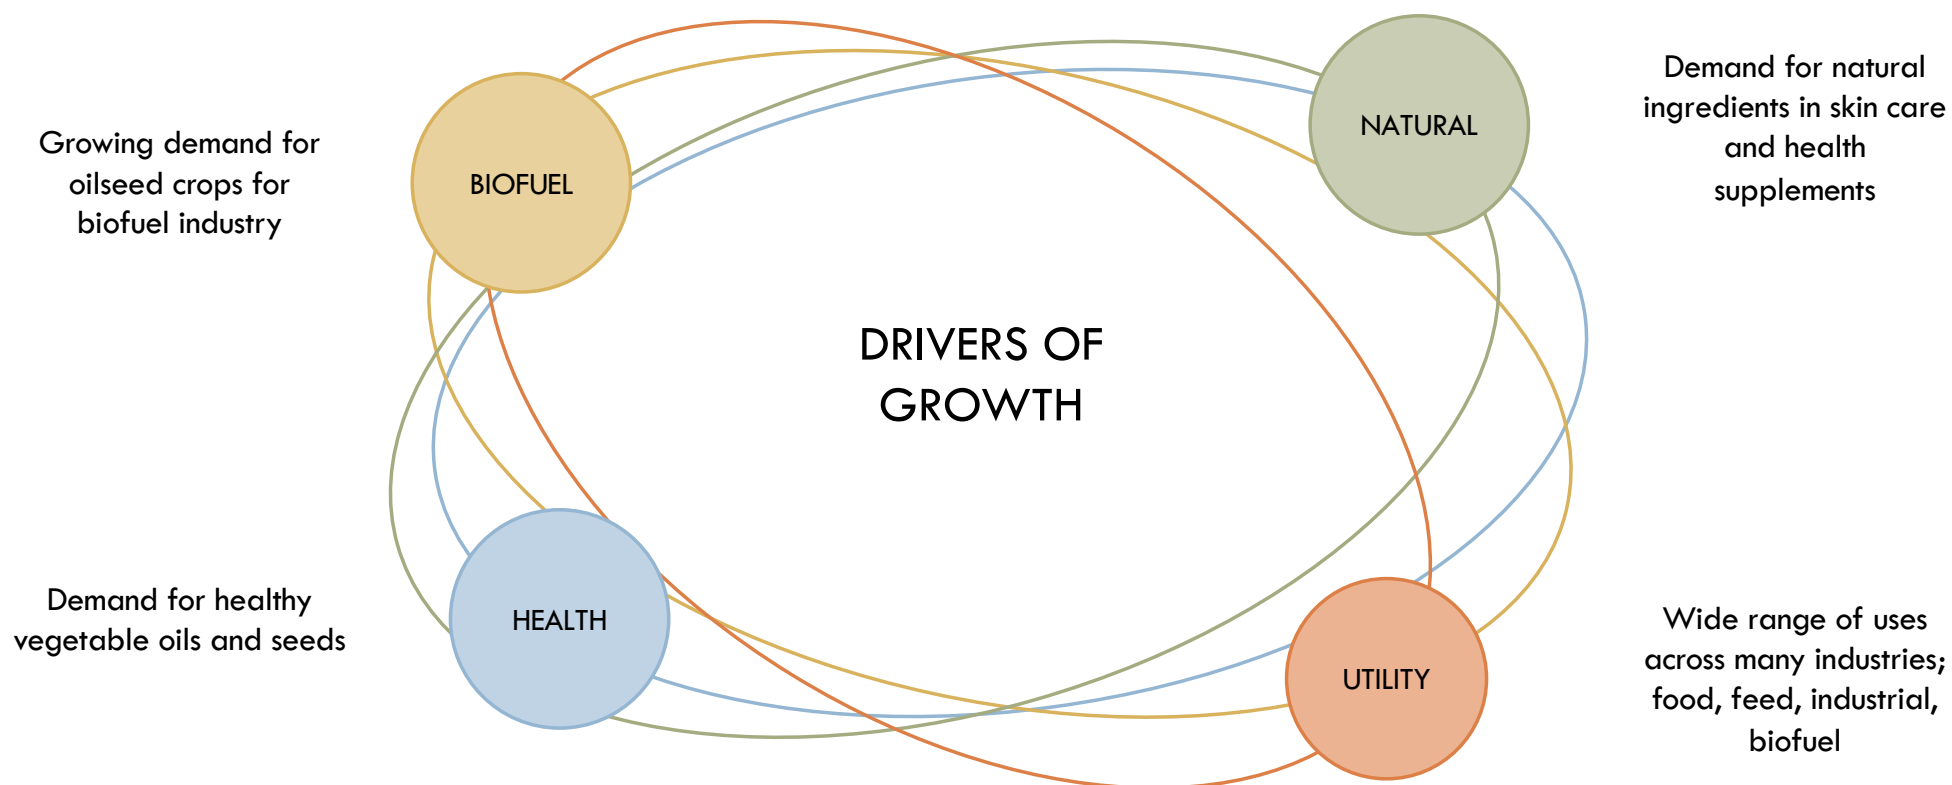 Growing demand for
oilseed crops for
biofuel industry
BIOFUEL
NATURAL
Demand for natural
ingredients in skin care
and health
supplements
DRIVERS OF
GROWTH
Demand for healthy
vegetable oils and seeds
HEALTH
UTILITY
Wide range of uses
across many industries;
food, feed, industrial,
biofuel